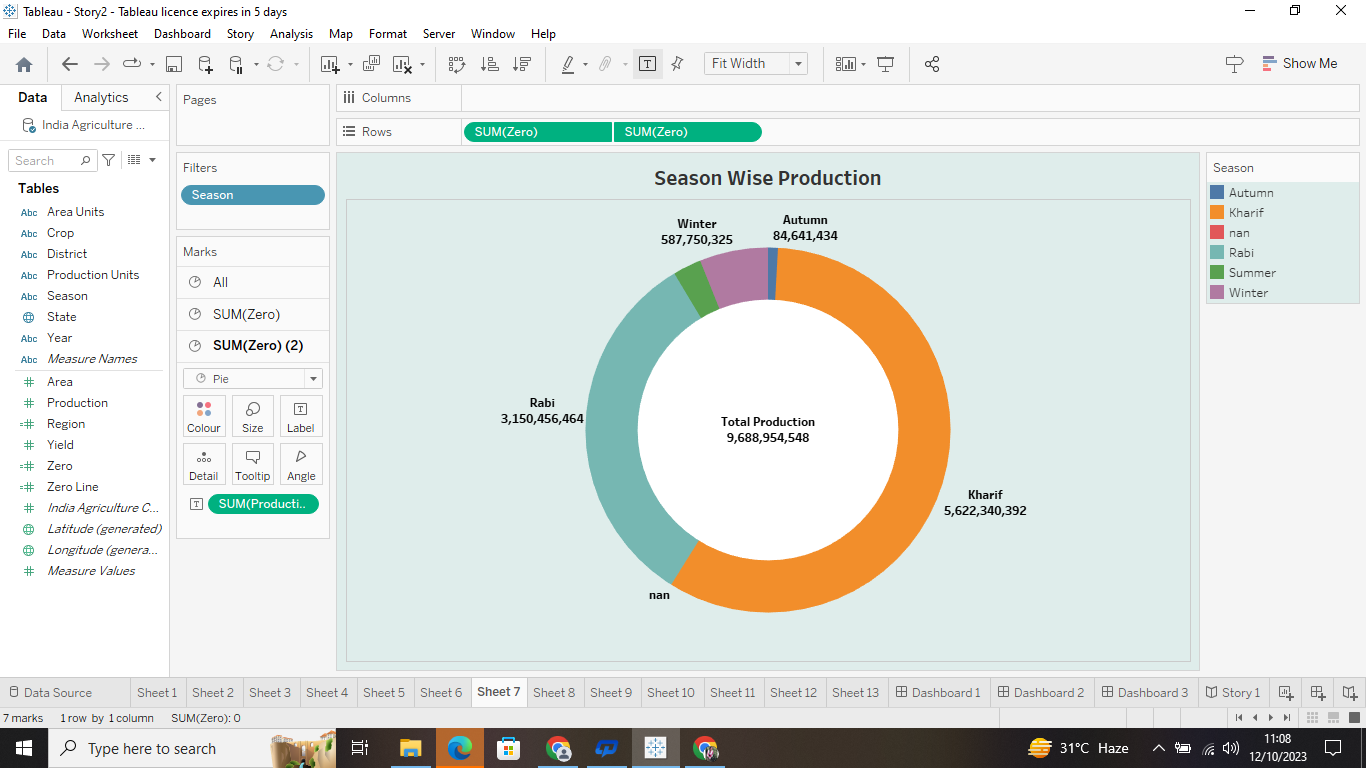 Tableau - Story2 - Tableau licence expires in 5 days
File Data Worksheet Dashboard Story Analysis Map Format Server Window Help
Fit Width
Show Me
Data Analytics
India Agriculture ...
Search
Tables
Abc Area Units
Abc Crop
Abc District
Abc Production Units
Abc Season
State
Abc Year
Abc Measure Names
# Area
# Production
=# Region
# Yield
=# Zero
=# Zero Line
# India Agriculture C...
Latitude (generated)
Longitude (genera...
# Measure Values
Pages
Filters
Season
Marks
All
SUM(Zero)
SUM(Zero) (2)
Pie
Colour Size Label
Detail Tooltip Angle
SUM(Producti..
Columns
Rows
SUM(Zero) SUM(Zero)
Season Wise Production
Winter
587,750,325
Autumn
84,641,434
Rabi
3,150,456,464
Total Production
9,688,954,548
Kharif
5,622,340,392
nan
Season
Autumn
Kharif
nan
Rabi
Summer
Winter
Data Source Sheet 1 Sheet 2 Sheet 3 Sheet 4 Sheet 5 Sheet 6 Sheet 7 Sheet 8 Sheet 9 Sheet 10 Sheet 11 Sheet 12 Sheet 13 Dashboard 1 Dashboard 2 Dashboard 3 Story 1
7 marks 1 row by 1 column SUM(Zero): 0
Type here to search
31°C Haze
11:08
12/10/2023